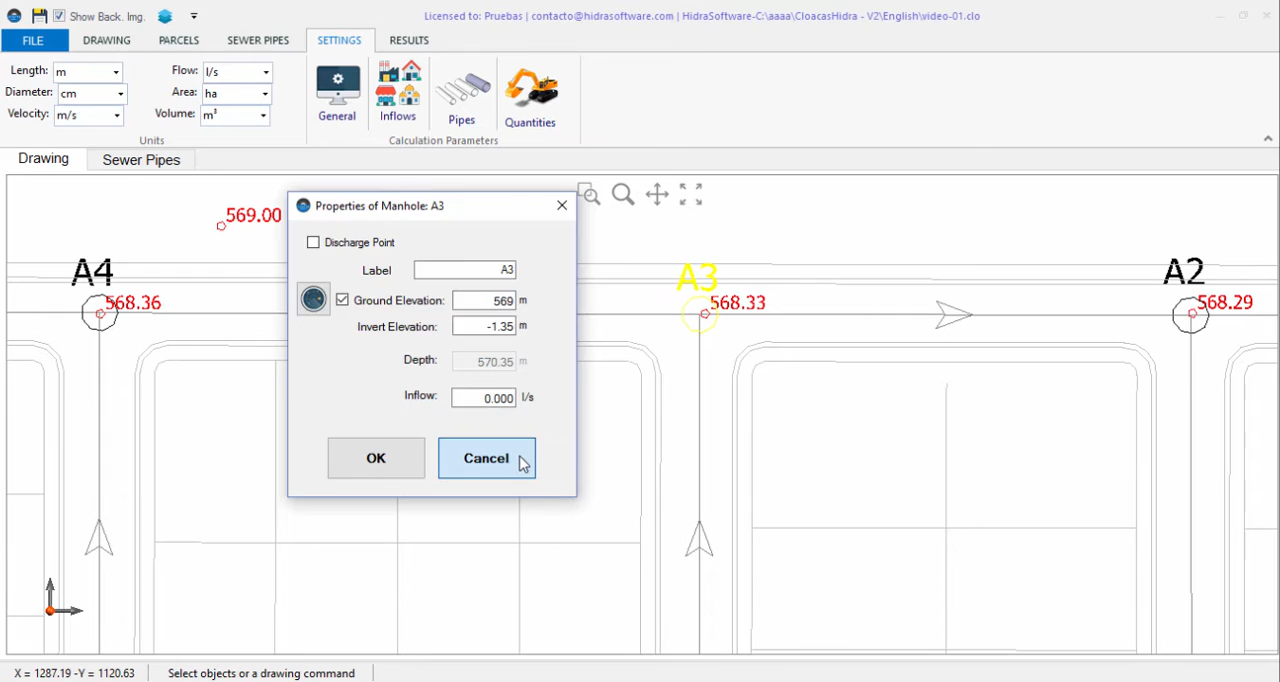 Show Back. Img.
Licensed to: Pruebas | contacto@hidrasoftware.com | HidraSoftware-C:\aaaa\CloacasHidra - V2\English\video-01.clo
FILE DRAWING PARCELS SEWER PIPES SETTINGS RESULTS
Length: m Flow: l/s
Diameter: cm Area: ha
Velocity: m/s Volume: m³
General Inflows Pipes Quantities
Units Calculation Parameters
Drawing Sewer Pipes
569.00
Properties of Manhole: A3
Discharge Point
Label A3
Ground Elevation: 569 m
Invert Elevation: -1.35 m
Depth: 570.35 m
Inflow: 0.000 l/s
OK Cancel
A4 A3 A2
568.36 568.33 568.29
X = 1287.19 -Y = 1120.63 Select objects or a drawing command